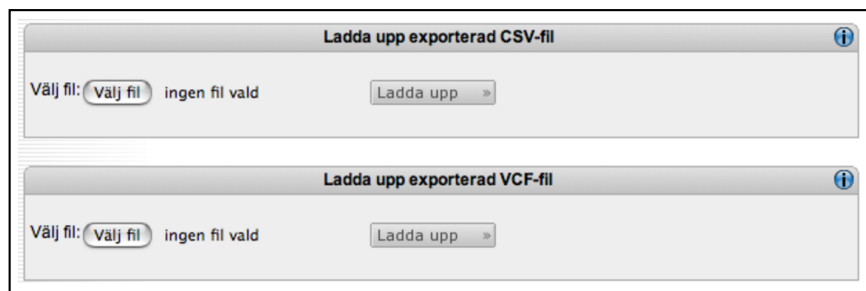 Ladda upp exporterad CSV-fil
Välj fil: Välj fil ingen fil vald Ladda upp »
Ladda upp exporterad VCF-fil
Välj fil: Välj fil ingen fil vald Ladda upp »